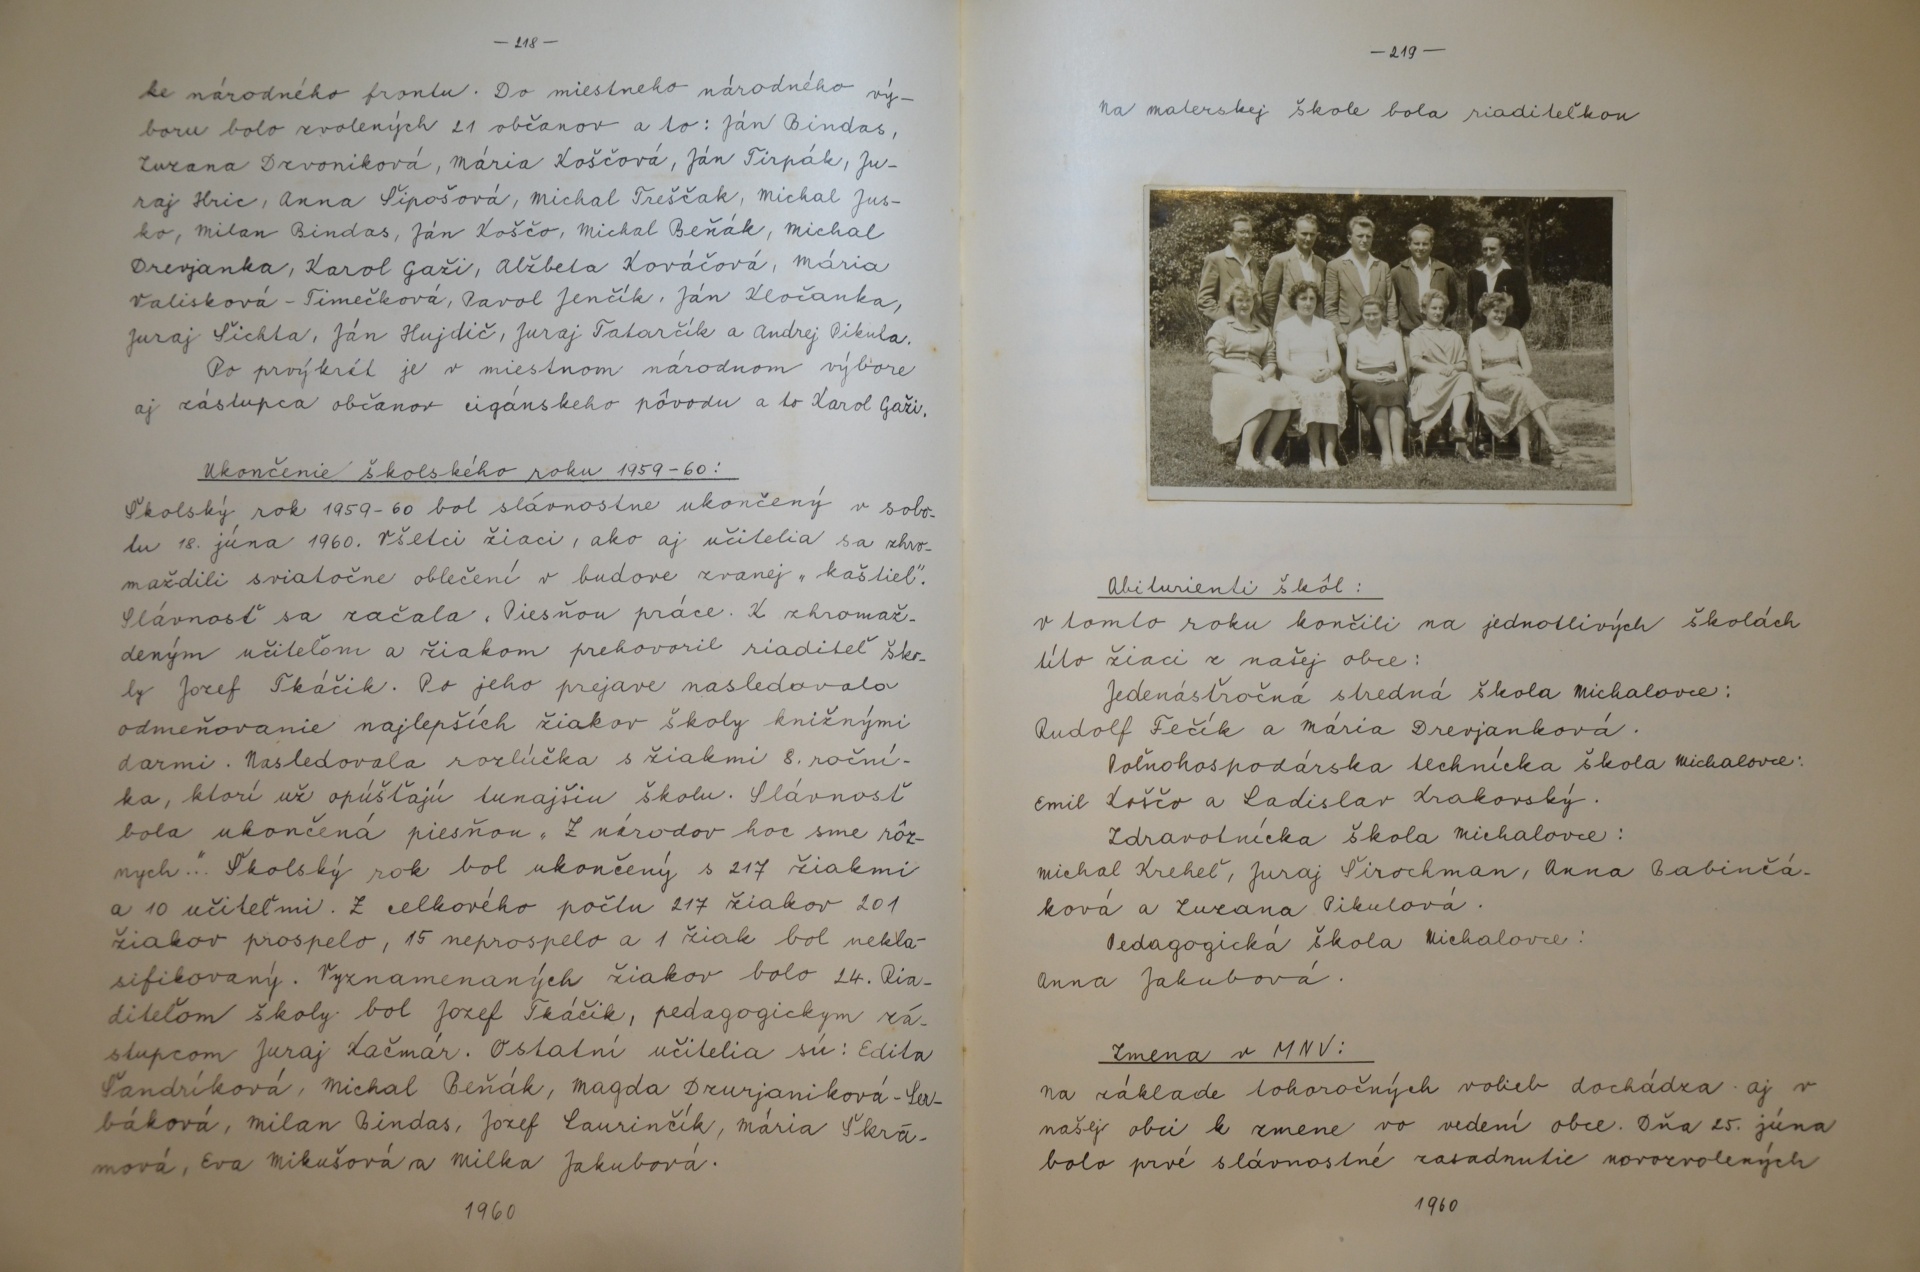 — 218 —
ke národného frontu. Do miestneho národného vý-
boru bolo zvolených 21 občanov a to: Ján Bindas,
Zuzana Dzvoniková, Mária Koščová, Ján Tirpák, Ju-
raj Hric, Anna Šipošová, Michal Treščak, Michal Jus-
ko, Milan Bindas, Ján Koščo, Michal Beňák, Michal
Drevjanka, Karol Gaži, Alžbeta Kováčová, Mária
Valisková - Timečková, Pavol Jenčík, Ján Kločanka,
Juraj Šichta, Ján Hujdič, Juraj Tatarčík a Andrej Pikula.
Po prvýkrát je v miestnom národnom výbore
aj zástupca občanov cigánskeho pôvodu a to Karol Gaži.
Ukončenie školského roku 1959-60:
Školský rok 1959-60 bol slávnostne ukončený v sobo-
tu 18. júna 1960. Všetci žiaci, ako aj učitelia sa zhro-
maždili sviatočne oblečení v budove zvanej „kaštieľ".
Slávnosť sa začala „Piesňou práce. K zhromaž-
deným učiteľom a žiakom prehovoril riaditeľ ško-
ly Jozef Tkáčik. Po jeho prejave nasledovalo
odmeňovanie najlepších žiakov školy knižnými
darmi. Nasledovala rozlúčka s žiakmi 8. roční-
ka, ktorí už opúšťajú tunajšiu školu. Slávnosť
bola ukončená piesňou „Z národov hoc sme rôz-
nych..." Školský rok bol ukončený s 217 žiakmi
a 10 učiteľmi. Z celkového počtu 217 žiakov 201
žiakov prospelo, 15 neprospelo a 1 žiak bol nekla-
sifikovaný. Vyznamenaných žiakov bolo 24. Ria-
diteľom školy bol Jozef Tkáčik, pedagogickym zá-
stupcom Juraj Kačmár. Ostatní učitelia sú: Edita
Šandríková, Michal Beňák, Magda Dzurjaniková - Ser-
báková, Milan Bindas, Jozef Laurinčík, Mária Škrá-
mová, Eva Mikušová a Milka Jakubová.
1960
— 219 —
Na materskej škole bola riaditeľkou
Abiturienti škôl:
V tomto roku končili na jednotlivých školách
títo žiaci z našej obce:
Jedenásťročná stredná škola Michalovce:
Rudolf Fečík a Mária Drevjanková.
Poľnohospodárska technícka škola Michalovce:
Emil Koščo a Ladislav Krakovský.
Zdravotnícka škola Michalovce:
Michal Kreheľ, Juraj Širochman, Anna Babinčá-
ková a Zuzana Pikulová.
Pedagogická škola Michalovce:
Anna Jakubová.
Zmena v MNV:
Na základe tohoročných volieb dochádza aj v
našej obci k zmene vo vedení obce. Dňa 25. júna
bolo prvé slávnostné zasadnutie novozvolených
1960